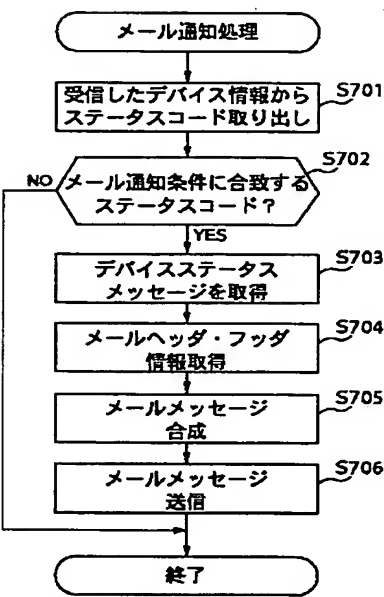 メール通知処理
S701
受信したデバイス情報から
ステータスコード取り出し
S702
NO
メール通知条件に合致する
ステータスコード？
YES
S703
デバイスステータス
メッセージを取得
S704
メールヘッダ・フッダ
情報取得
S705
メールメッセージ
合成
S706
メールメッセージ
送信
終了